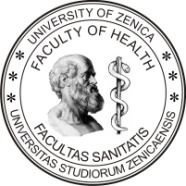 UNIVERSITY OF ZENICA
FACULTY OF HEALTH
FACULTAS SANITATIS
UNIVERSITAS STUDIORUM ZENICAENSIS